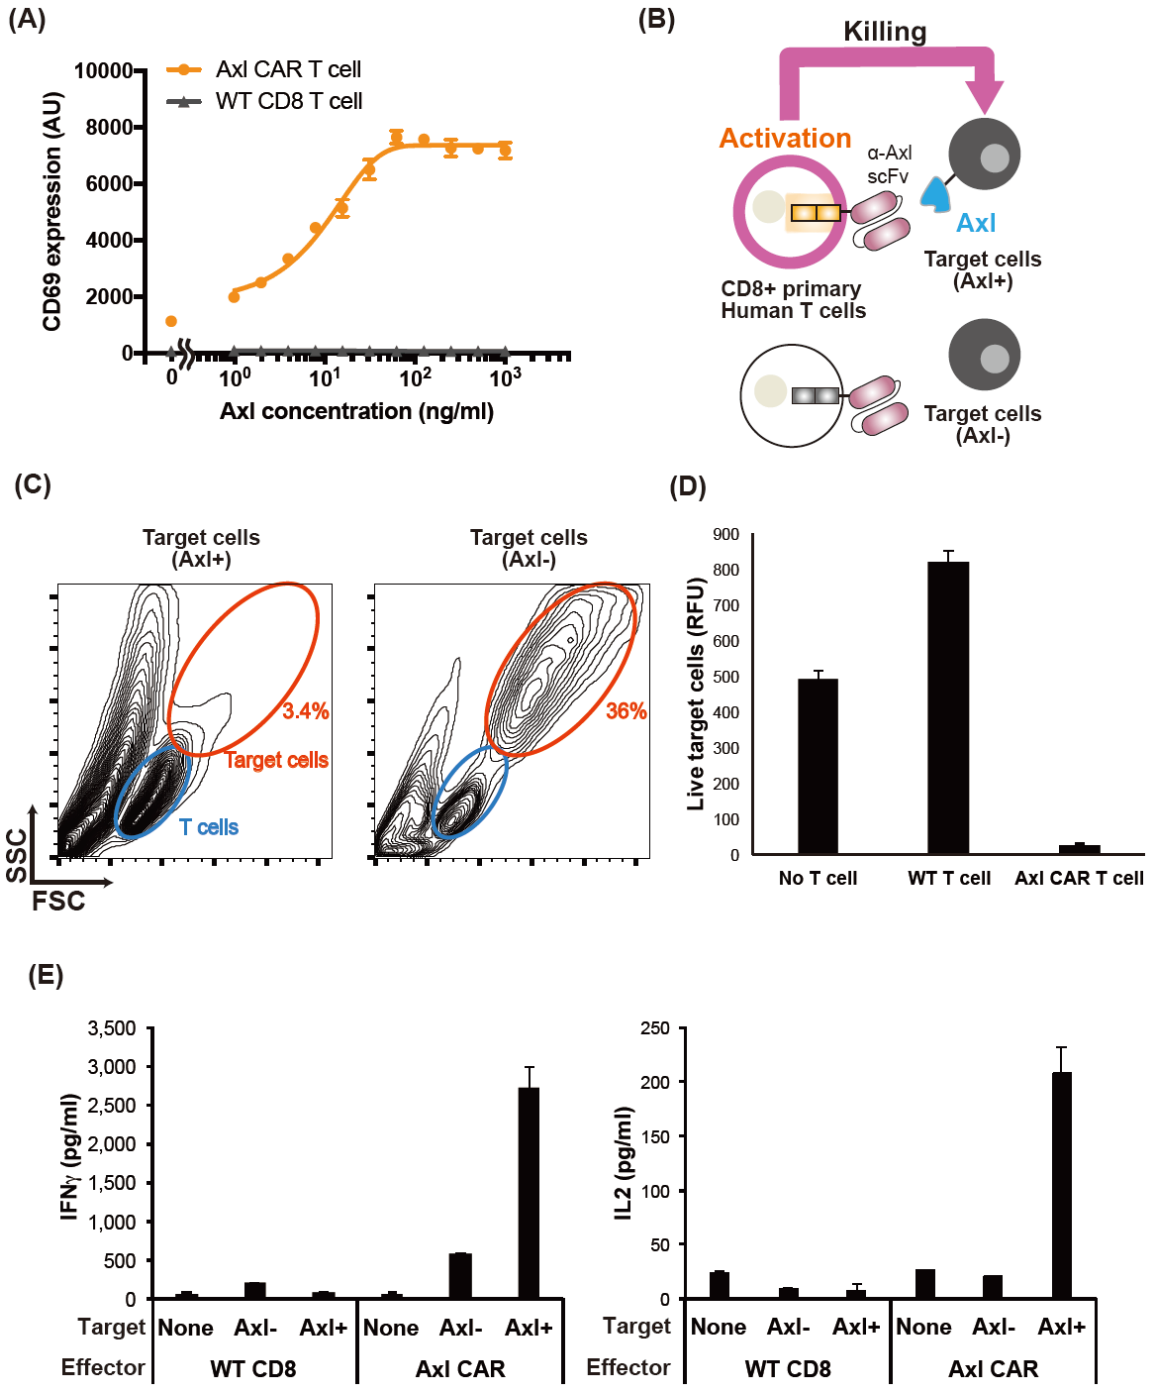 (A)
Axl CAR T cell
WT CD8 T cell
CD69 expression (AU)
10000
8000
6000
4000
2000
0
0
10⁰
10¹
10²
10³
Axl concentration (ng/ml)
(B)
Killing
Activation
α-Axl
scFv
Axl
Target cells
(Axl+)
CD8+ primary
Human T cells
Target cells
(Axl-)
(C)
Target cells
(Axl+)
3.4%
Target cells
T cells
SSC
FSC
Target cells
(Axl-)
36%
(D)
Live target cells (RFU)
900
800
700
600
500
400
300
200
100
0
No T cell
WT T cell
Axl CAR T cell
(E)
IFNγ (pg/ml)
3,500
3,000
2,500
2,000
1,500
1,000
500
0
Target None Axl- Axl+ None Axl- Axl+
Effector WT CD8 Axl CAR
IL2 (pg/ml)
250
200
150
100
50
0
Target None Axl- Axl+ None Axl- Axl+
Effector WT CD8 Axl CAR